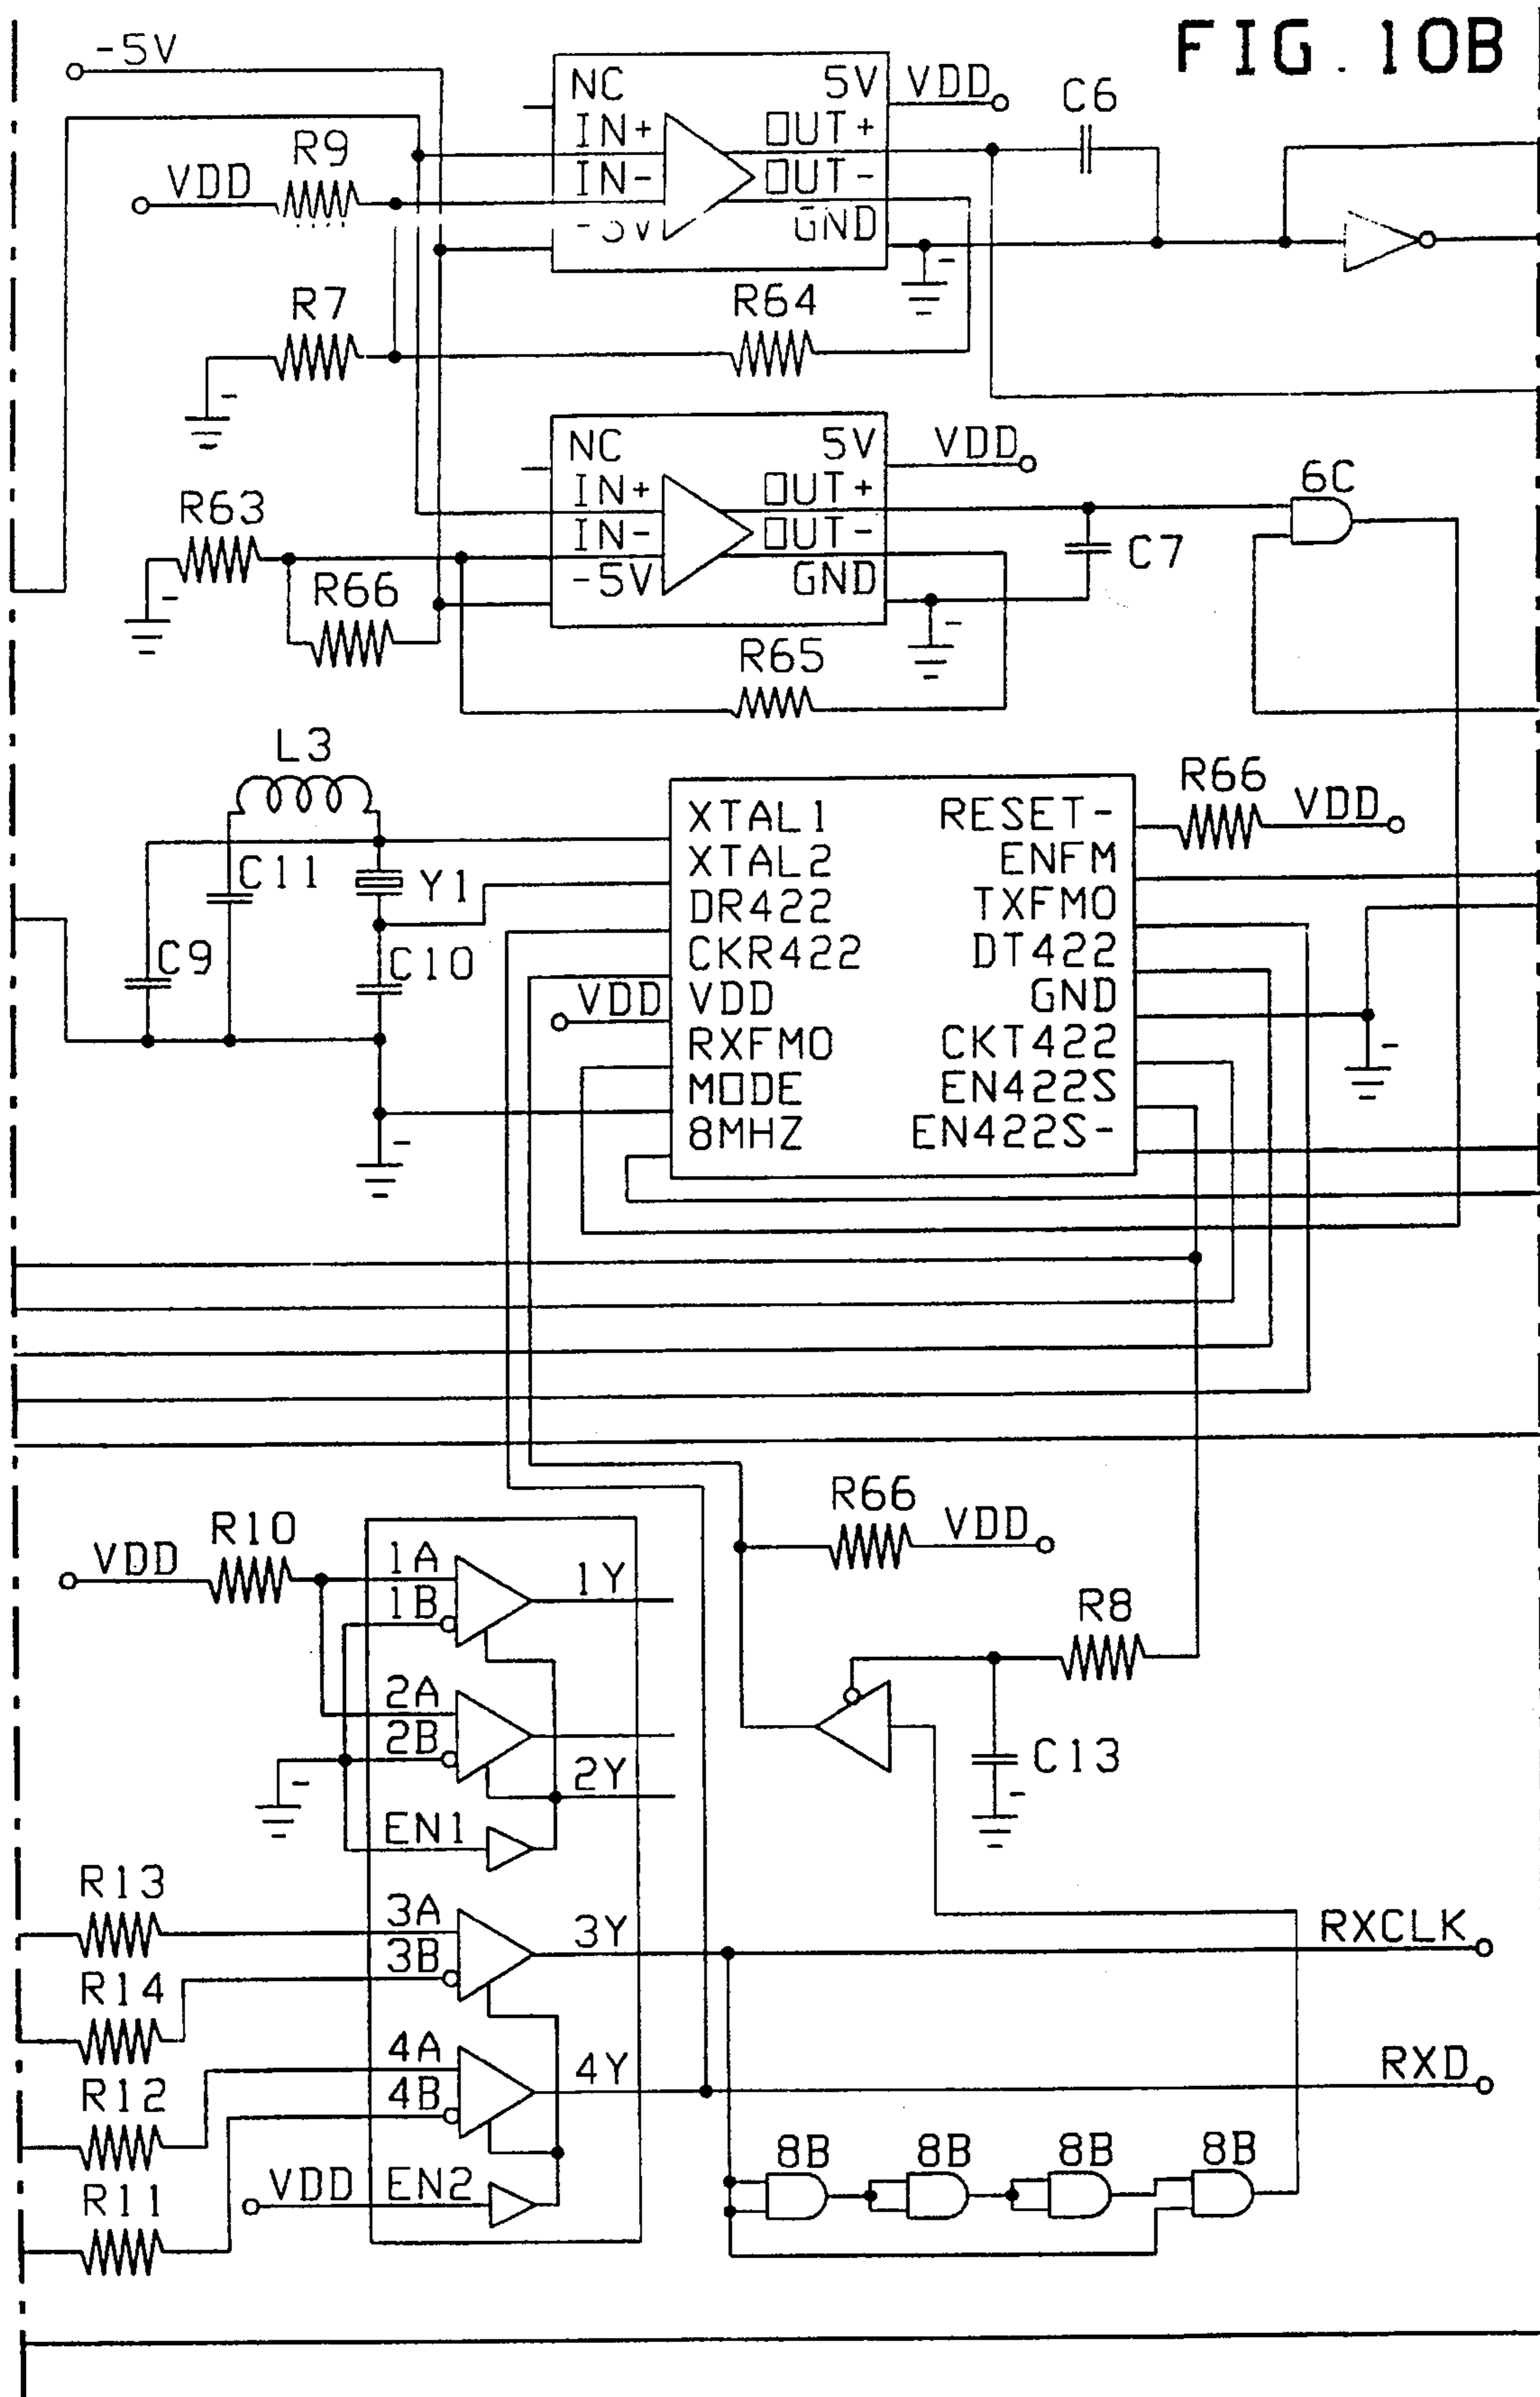 FIG. 10B
-5V
NC 5V VDD
IN+ OUT+ C6
R9
VDD IN- OUT-
-5V GND
R7 R64
NC 5V VDD
IN+ OUT+ 6C
R63
IN- OUT- C7
-5V GND
R66
R65
L3
XTAL1 RESET- R66 VDD
XTAL2 ENFM
C11 Y1
DR422 TXFMO
CKR422 DT422
C9 C10
VDD VDD GND
RXFMO CKT422
MODE EN422S
8MHZ EN422S-
R66 VDD
R10
VDD 1A 1Y
1B
R8
2A
2B
2Y
C13
EN1
R13
3A 3Y RXCLK
3B
R14
4A 4Y RXD
4B
R12
8B 8B 8B 8B
VDD EN2
R11